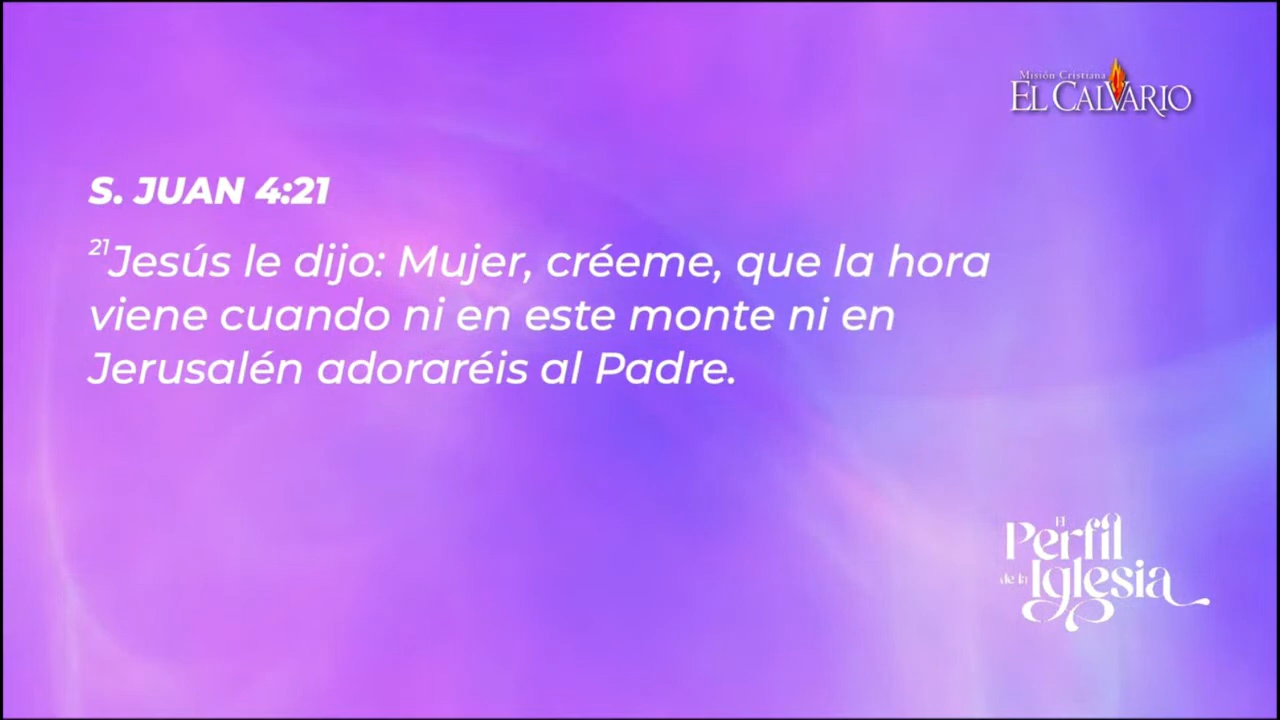 Misión Cristiana
EL CALVARIO
S. JUAN 4:21
21Jesús le dijo: Mujer, créeme, que la hora
viene cuando ni en este monte ni en
Jerusalén adoraréis al Padre.
El
Perfil
de la Iglesia